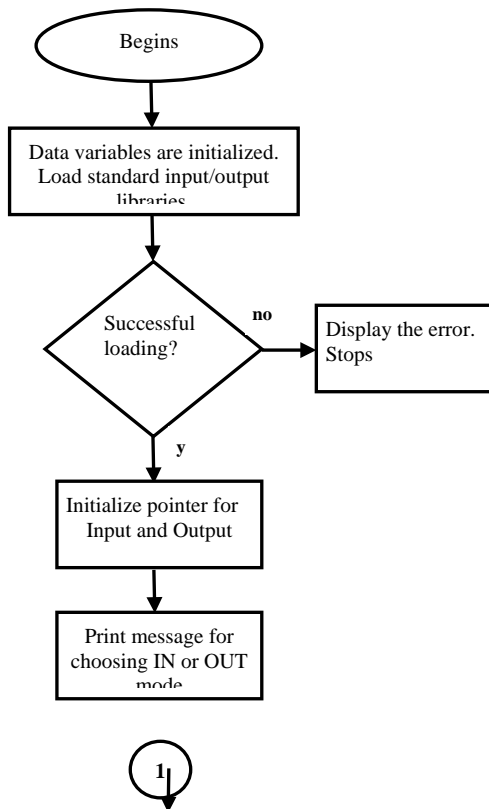 Begins
Data variables are initialized.
Load standard input/output
libraries
Successful
loading?
no
Display the error.
Stops
y
Initialize pointer for
Input and Output
Print message for
choosing IN or OUT
mode
1